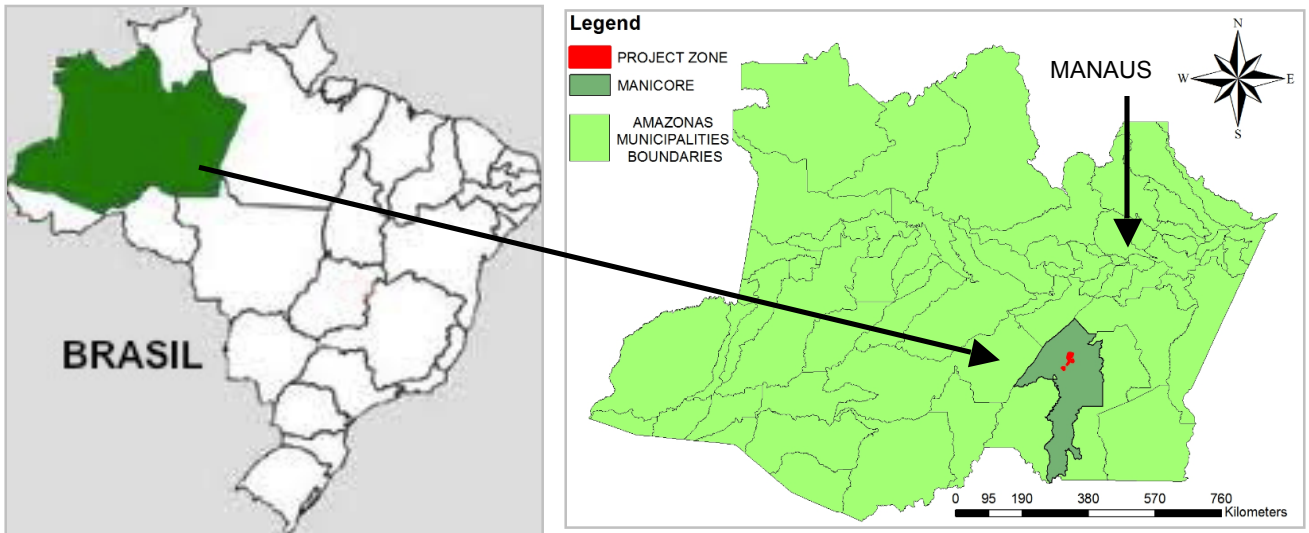 BRASIL
Legend
PROJECT ZONE
MANICORE
AMAZONAS
MUNICIPALITIES
BOUNDARIES
MANAUS
N
W E
S
0 95 190 380 570 760
Kilometers